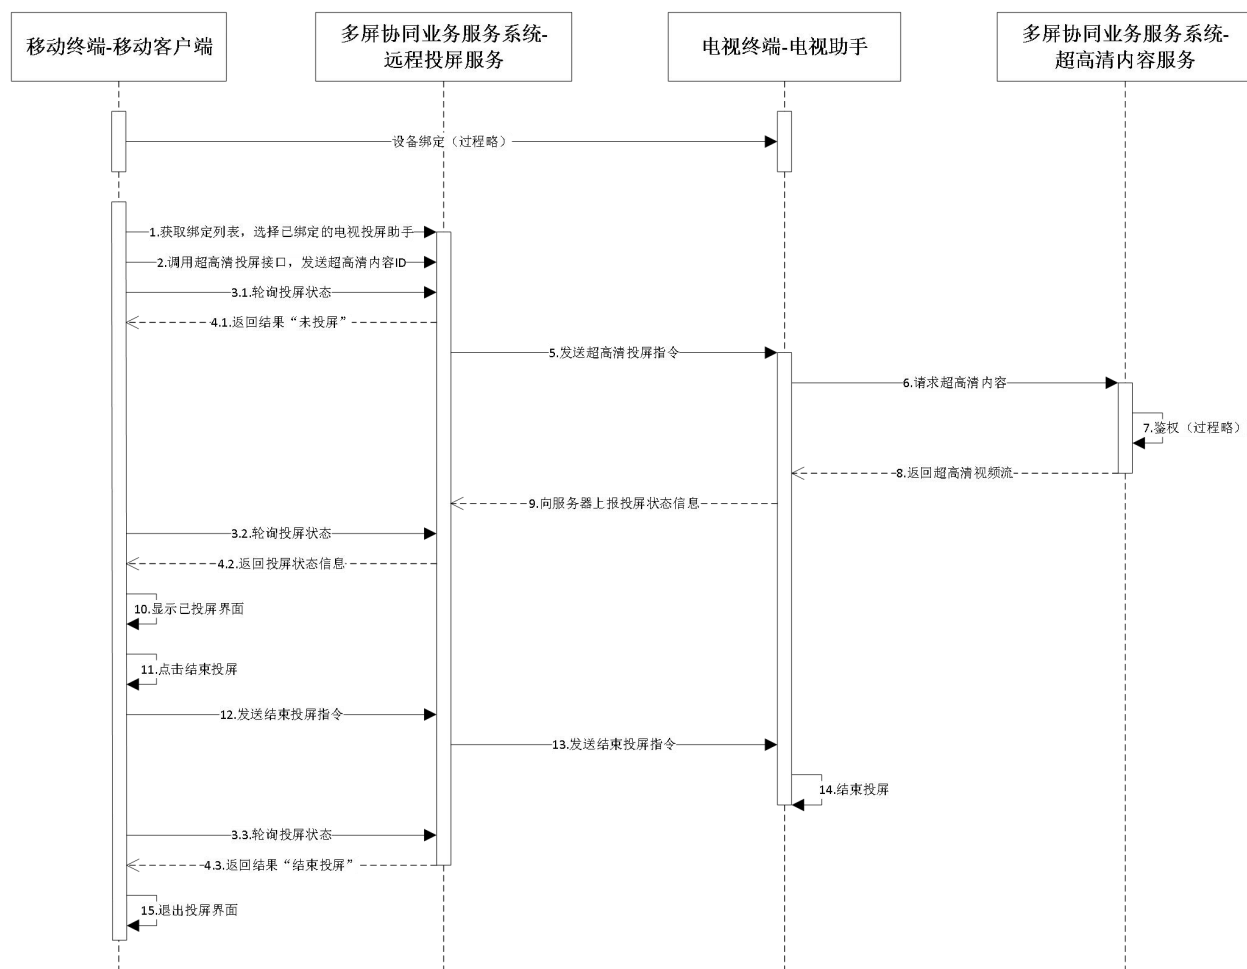 移动终端-移动客户端
多屏协同业务服务系统-
远程投屏服务
电视终端-电视助手
多屏协同业务服务系统-
超高清内容服务
设备绑定（过程略）
1.获取绑定列表，选择已绑定的电视投屏助手
2.调用超高清投屏接口，发送超高清内容ID
3.1.轮询投屏状态
4.1.返回结果“未投屏”
5.发送超高清投屏指令
6.请求超高清内容
7.鉴权（过程略）
8.返回超高清视频流
9.向服务器上报投屏状态信息
3.2.轮询投屏状态
4.2.返回投屏状态信息
10.显示已投屏界面
11.点击结束投屏
12.发送结束投屏指令
13.发送结束投屏指令
14.结束投屏
3.3.轮询投屏状态
4.3.返回结果“结束投屏”
15.退出投屏界面